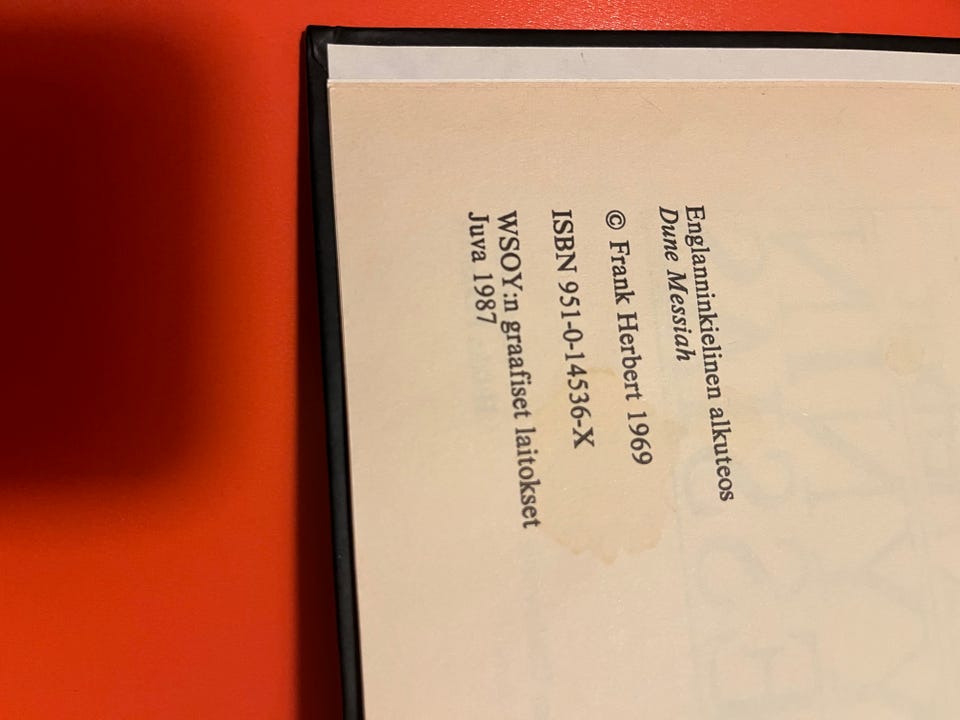 Englanninkielinen alkuteos
Dune Messiah
© Frank Herbert 1969
ISBN 951-0-14536-X
WSOY:n graafiset laitokset
Juva 1987